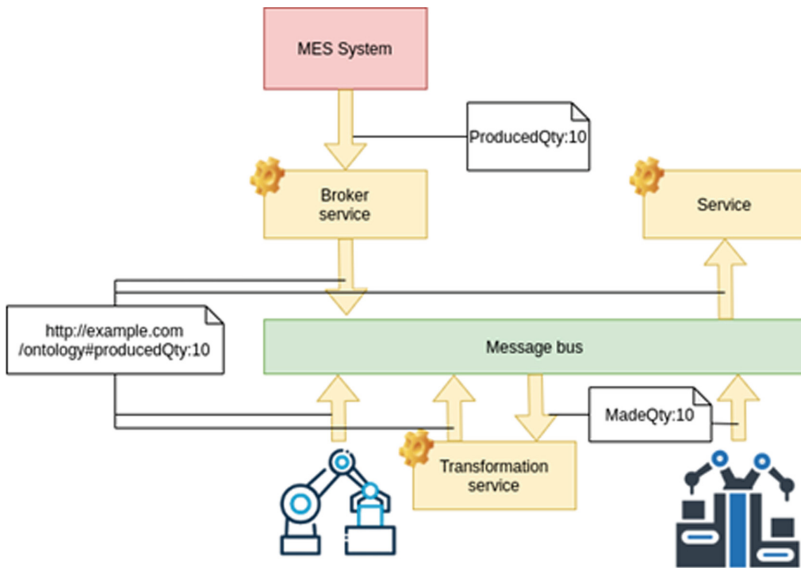 MES System
ProducedQty:10
Broker
service
Service
http://example.com
/ontology#producedQty:10
Message bus
MadeQty:10
Transformation
service